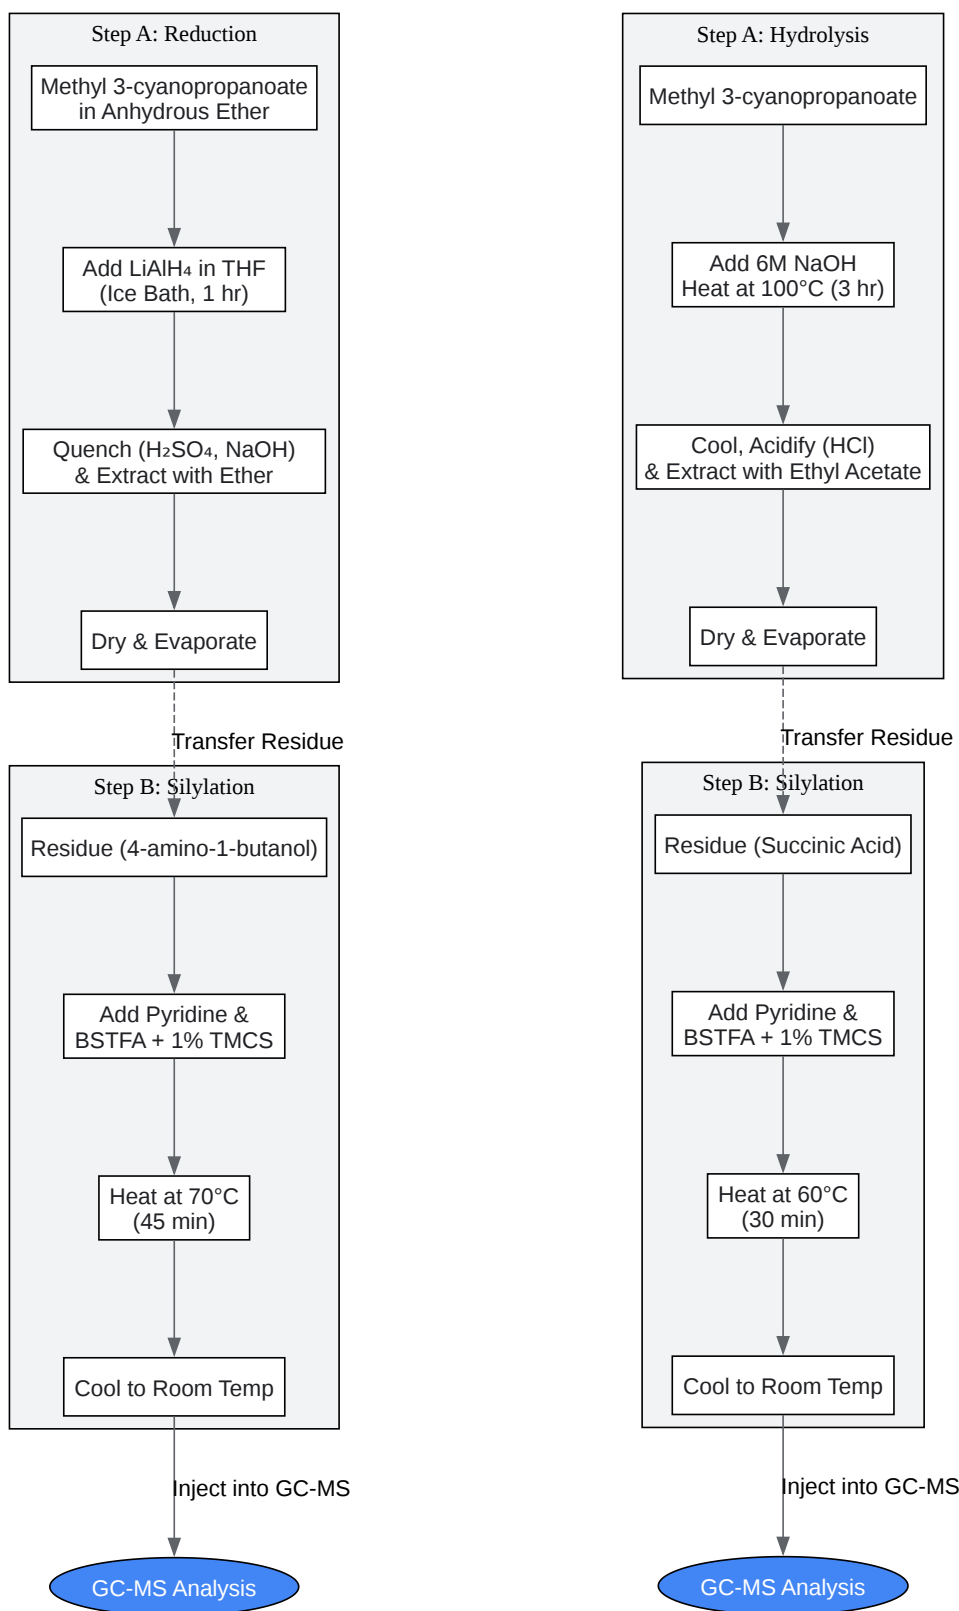 Step A: Reduction
Methyl 3-cyanopropanoate
in Anhydrous Ether
Add LiAlH₄ in THF
(Ice Bath, 1 hr)
Quench (H₂SO₄, NaOH)
& Extract with Ether
Dry & Evaporate
Transfer Residue
Step B: Silylation
Residue (4-amino-1-butanol)
Add Pyridine &
BSTFA + 1% TMCS
Heat at 70°C
(45 min)
Cool to Room Temp
Inject into GC-MS
GC-MS Analysis
Step A: Hydrolysis
Methyl 3-cyanopropanoate
Add 6M NaOH
Heat at 100°C (3 hr)
Cool, Acidify (HCl)
& Extract with Ethyl Acetate
Dry & Evaporate
Transfer Residue
Step B: Silylation
Residue (Succinic Acid)
Add Pyridine &
BSTFA + 1% TMCS
Heat at 60°C
(30 min)
Cool to Room Temp
Inject into GC-MS
GC-MS Analysis